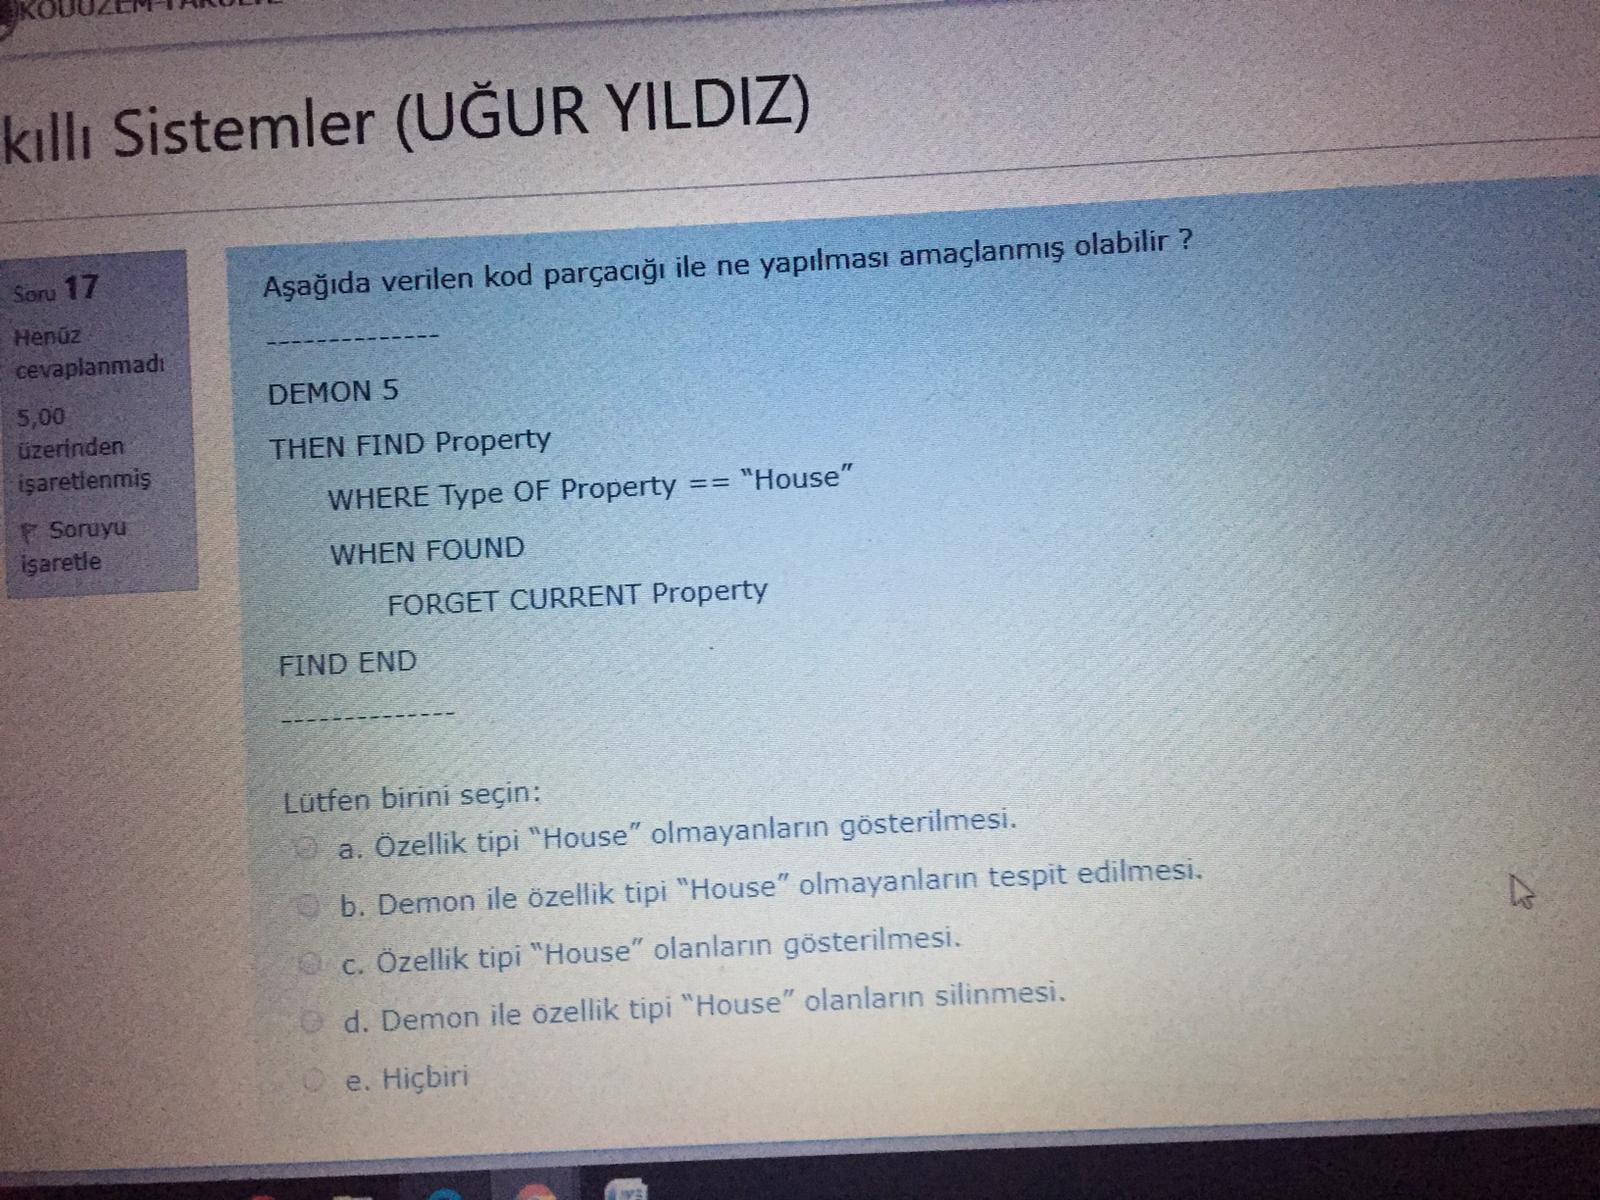 kıllı Sistemler (UĞUR YILDIZ)
Soru 17
Henüz
cevaplanmadı
5,00
üzerinden
işaretlenmiş
Soruyu
işaretle
Aşağıda verilen kod parçacığı ile ne yapılması amaçlanmış olabilir ?
--------------
DEMON 5
THEN FIND Property
WHERE Type OF Property == "House"
WHEN FOUND
FORGET CURRENT Property
FIND END
--------------
Lütfen birini seçin:
a. Özellik tipi "House" olmayanların gösterilmesi.
b. Demon ile özellik tipi "House" olmayanların tespit edilmesi.
c. Özellik tipi "House" olanların gösterilmesi.
d. Demon ile özellik tipi "House" olanların silinmesi.
e. Hiçbiri